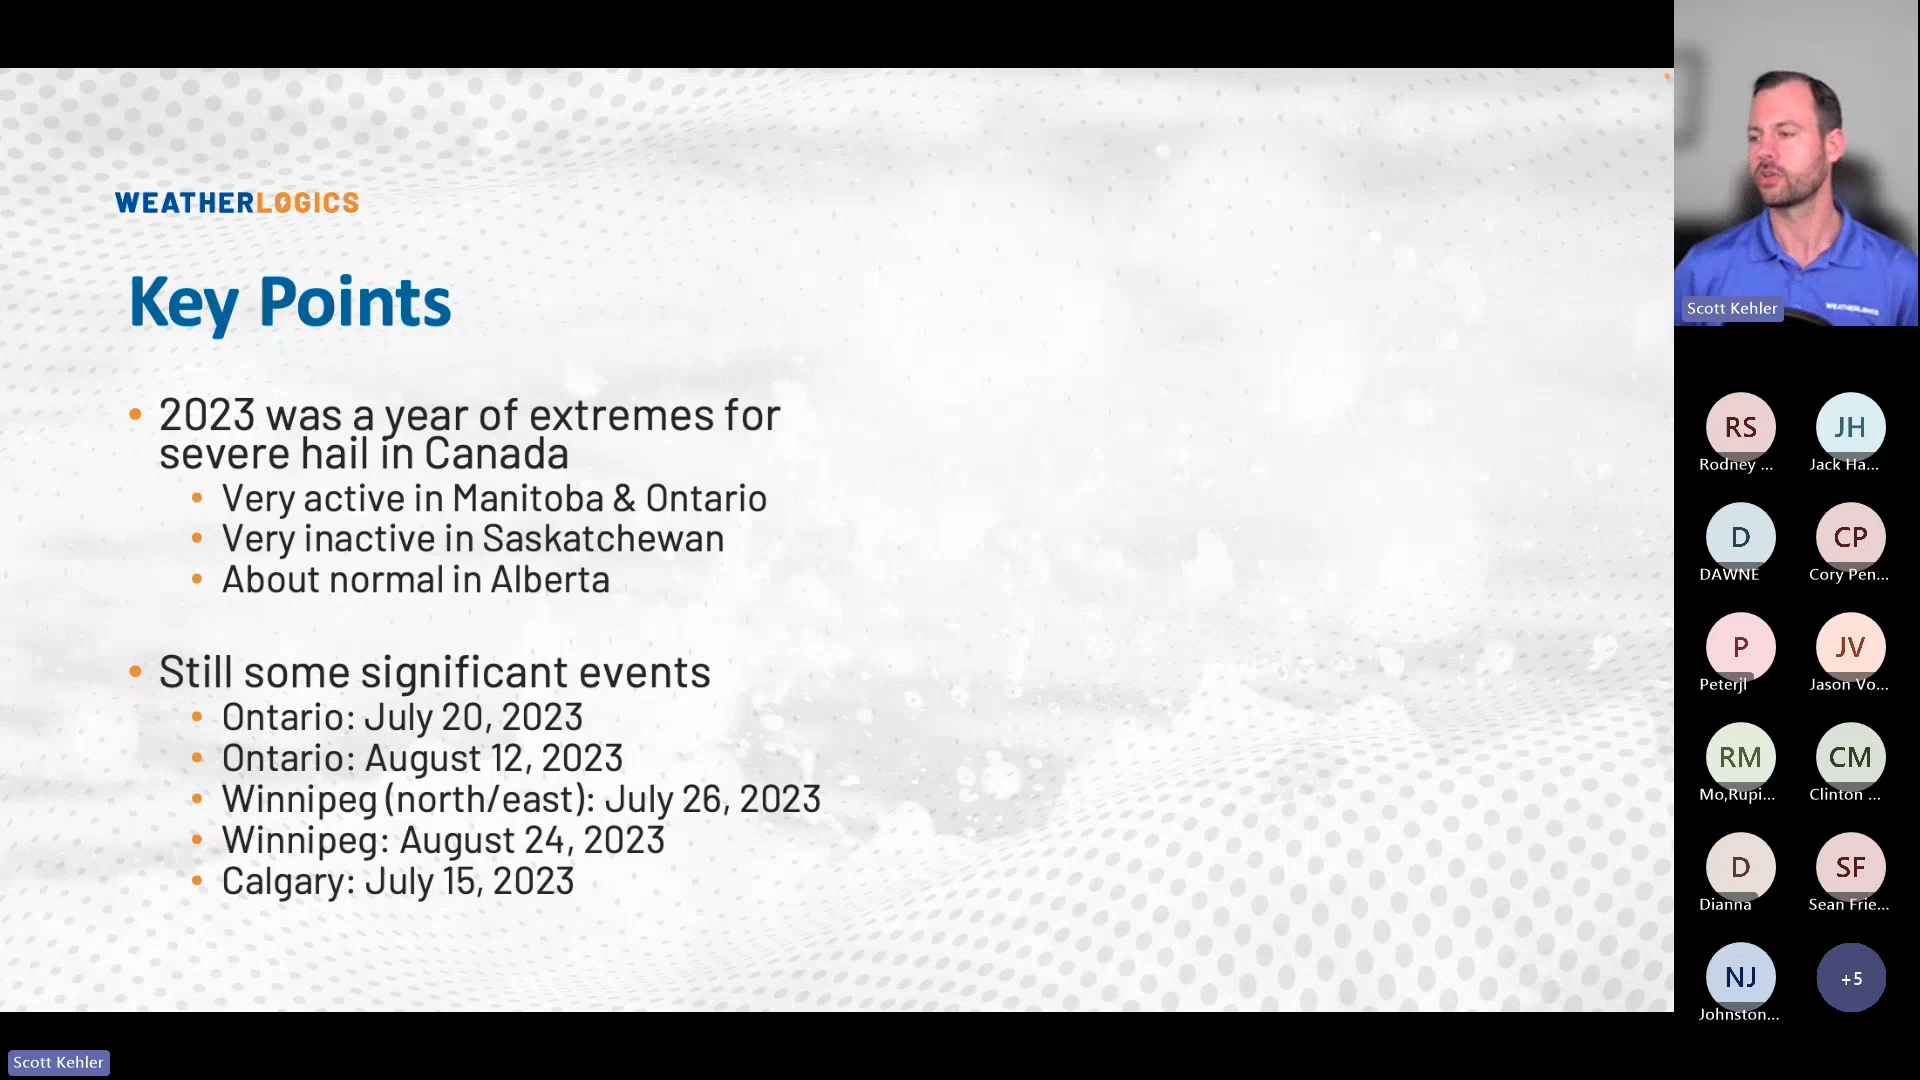 WEATHERLOGICS
Key Points
• 2023 was a year of extremes for
severe hail in Canada
• Very active in Manitoba & Ontario
• Very inactive in Saskatchewan
• About normal in Alberta
• Still some significant events
• Ontario: July 20, 2023
• Ontario: August 12, 2023
• Winnipeg (north/east): July 26, 2023
• Winnipeg: August 24, 2023
• Calgary: July 15, 2023
WEATHERLOGICS
Scott Kehler
RS
Rodney ...
JH
Jack Ha...
D
DAWNE
CP
Cory Pen...
P
Peterjl
JV
Jason Vo...
RM
Mo,Rupi...
CM
Clinton ...
D
Dianna
SF
Sean Frie...
NJ
Johnston...
+5
Scott Kehler